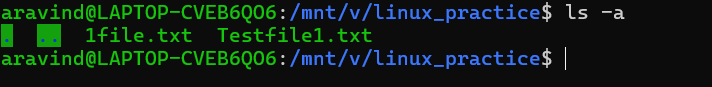 aravind@LAPTOP-CVEB6QO6:/mnt/v/linux_practice$ ls -a
.  ..  1file.txt  Testfile1.txt
aravind@LAPTOP-CVEB6QO6:/mnt/v/linux_practice$